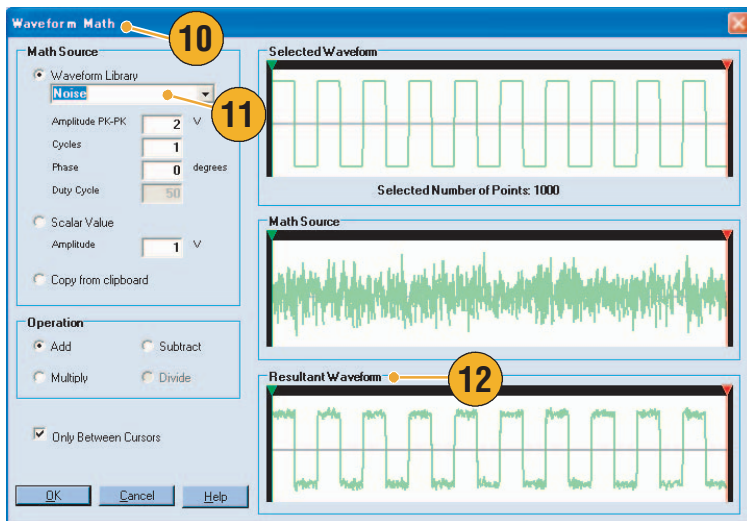 Waveform Math
10
Math Source
Waveform Library
Noise
11
Amplitude PK-PK 2 V
Cycles 1
Phase 0 degrees
Duty Cycle 50
Scalar Value
Amplitude 1 V
Copy from clipboard
Operation
Add Subtract
Multiply Divide
Only Between Cursors
OK Cancel Help
Selected Waveform
Selected Number of Points: 1000
Math Source
Resultant Waveform
12